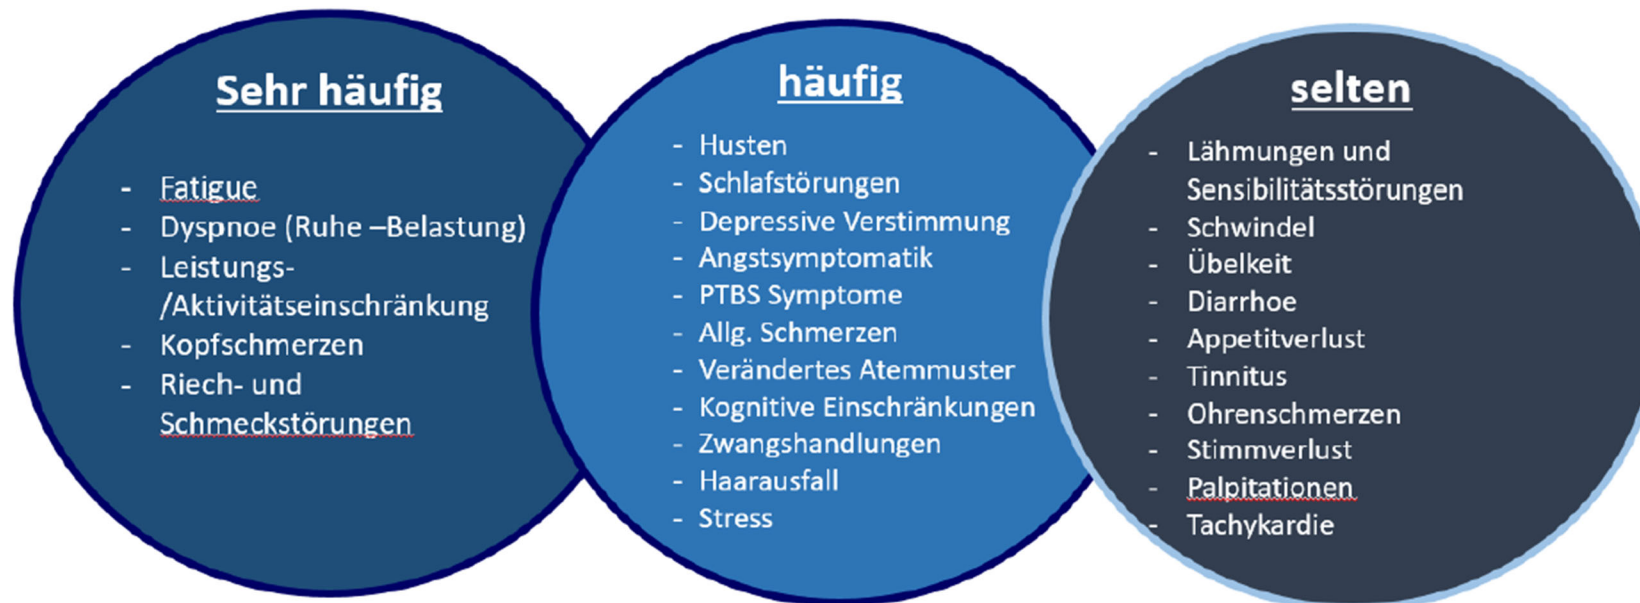 Sehr häufig
- Fatigue
- Dyspnoe (Ruhe –Belastung)
- Leistungs-
/Aktivitätseinschränkung
- Kopfschmerzen
- Riech- und
Schmeckstörungen
häufig
- Husten
- Schlafstörungen
- Depressive Verstimmung
- Angstsymptomatik
- PTBS Symptome
- Allg. Schmerzen
- Verändertes Atemmuster
- Kognitive Einschränkungen
- Zwangshandlungen
- Haarausfall
- Stress
selten
- Lähmungen und
Sensibilitätsstörungen
- Schwindel
- Übelkeit
- Diarrhoe
- Appetitverlust
- Tinnitus
- Ohrenschmerzen
- Stimmverlust
- Palpitationen
- Tachykardie